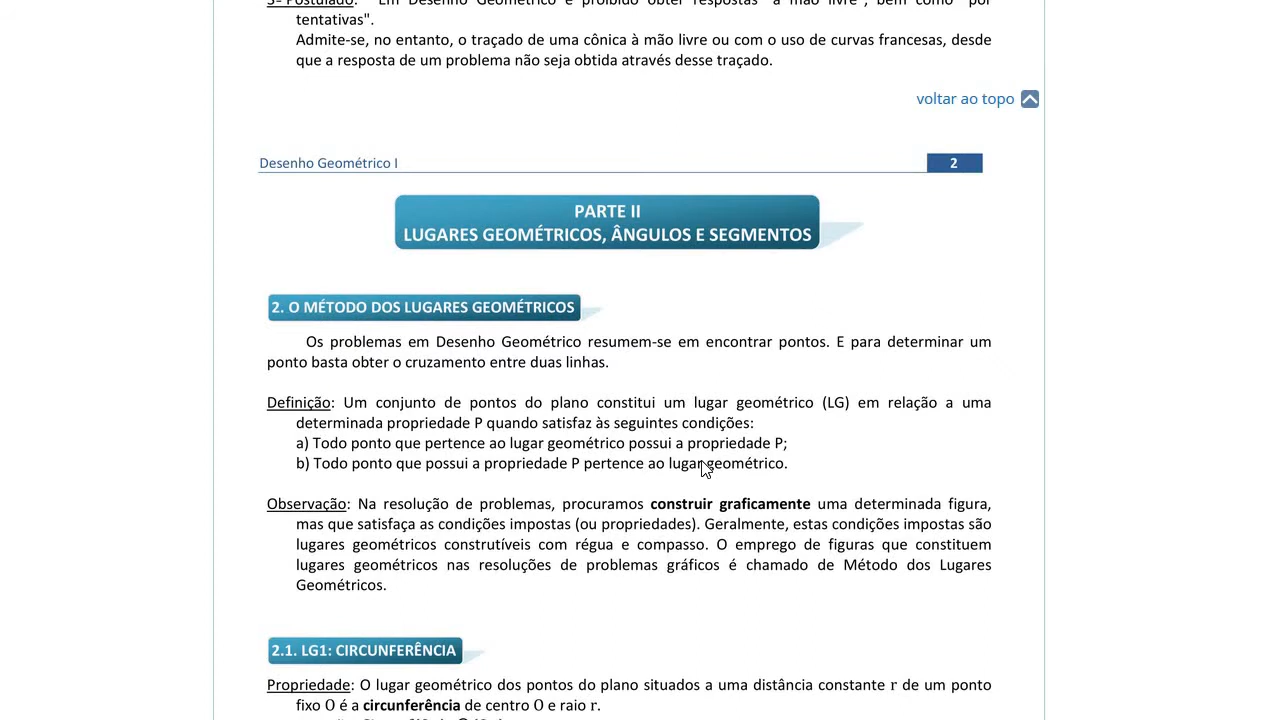 3º Postulado: "Em Desenho Geométrico é proibido obter respostas "à mão livre", bem como "por
tentativas".
Admite-se, no entanto, o traçado de uma cônica à mão livre ou com o uso de curvas francesas, desde
que a resposta de um problema não seja obtida através desse traçado.
voltar ao topo
Desenho Geométrico I
2
PARTE II
LUGARES GEOMÉTRICOS, ÂNGULOS E SEGMENTOS
2. O MÉTODO DOS LUGARES GEOMÉTRICOS
Os problemas em Desenho Geométrico resumem-se em encontrar pontos. E para determinar um
ponto basta obter o cruzamento entre duas linhas.
Definição: Um conjunto de pontos do plano constitui um lugar geométrico (LG) em relação a uma
determinada propriedade P quando satisfaz às seguintes condições:
a) Todo ponto que pertence ao lugar geométrico possui a propriedade P;
b) Todo ponto que possui a propriedade P pertence ao lugar geométrico.
Observação: Na resolução de problemas, procuramos construir graficamente uma determinada figura,
mas que satisfaça as condições impostas (ou propriedades). Geralmente, estas condições impostas são
lugares geométricos construtíveis com régua e compasso. O emprego de figuras que constituem
lugares geométricos nas resoluções de problemas gráficos é chamado de Método dos Lugares
Geométricos.
2.1. LG1: CIRCUNFERÊNCIA
Propriedade: O lugar geométrico dos pontos do plano situados a uma distância constante r de um ponto
fixo O é a circunferência de centro O e raio r.